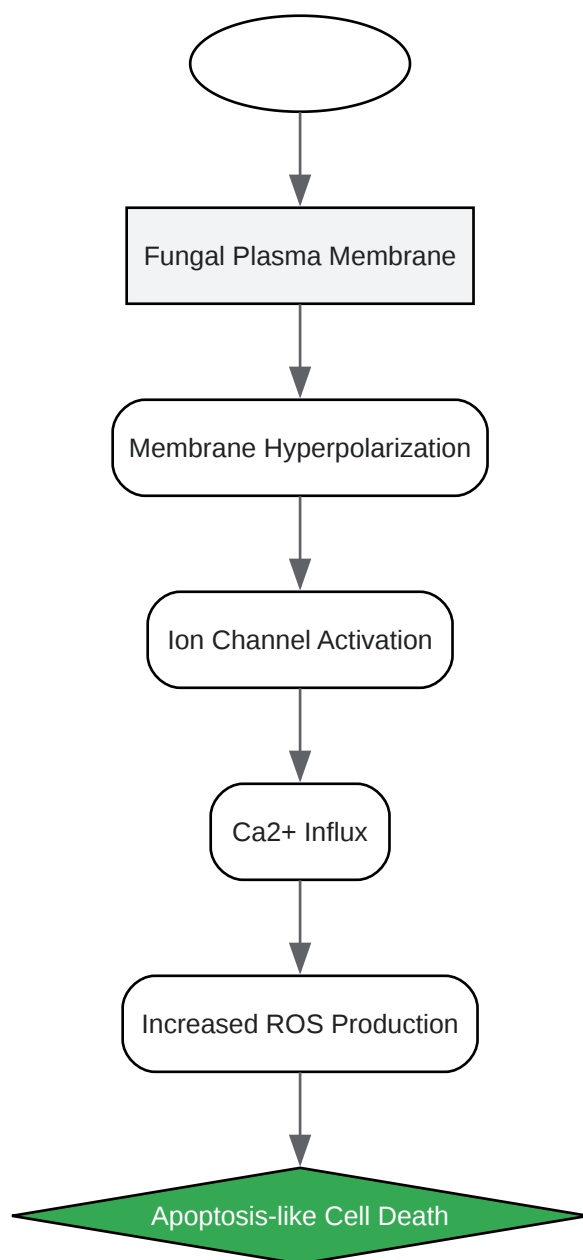 Fungal Plasma Membrane
Membrane Hyperpolarization
Ion Channel Activation
Ca2+ Influx
Increased ROS Production
Apoptosis-like Cell Death